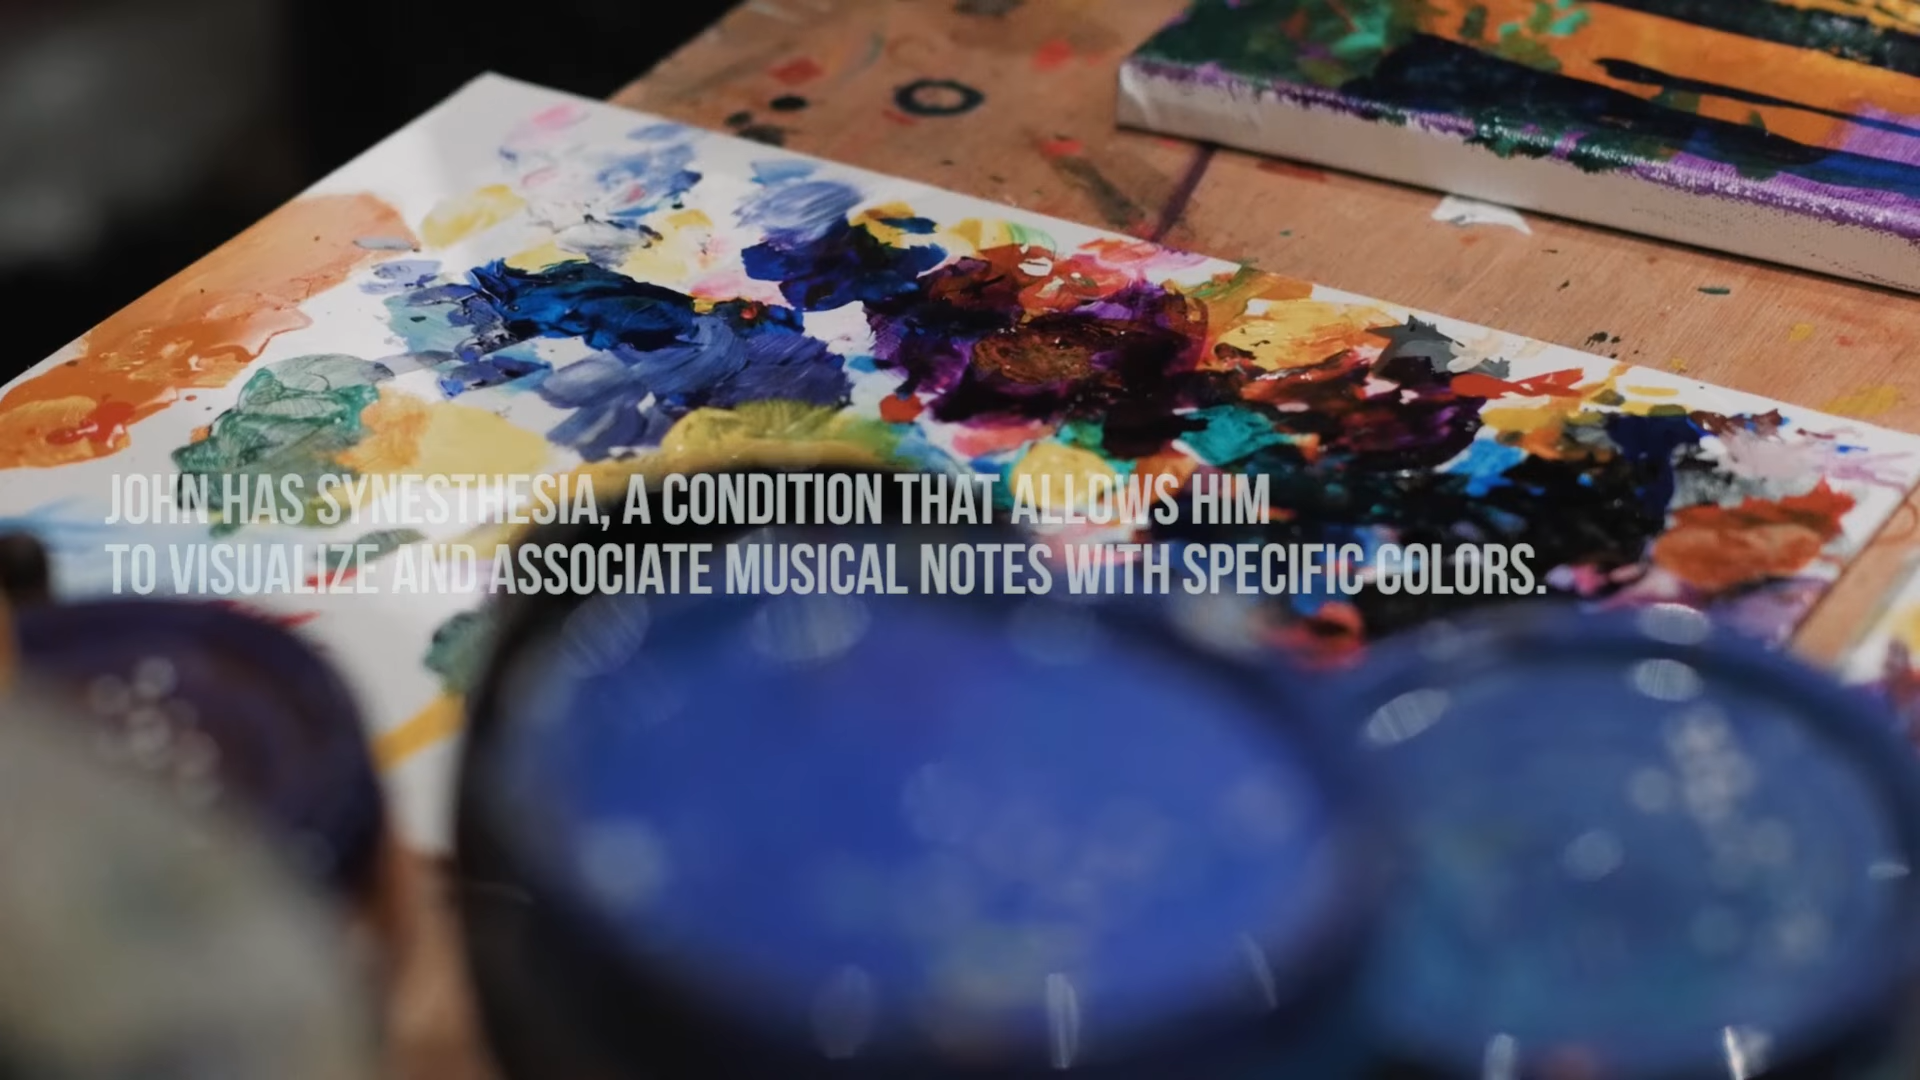 JOHN HAS SYNESTHESIA, A CONDITION THAT ALLOWS HIM
TO VISUALIZE AND ASSOCIATE MUSICAL NOTES WITH SPECIFIC COLORS.